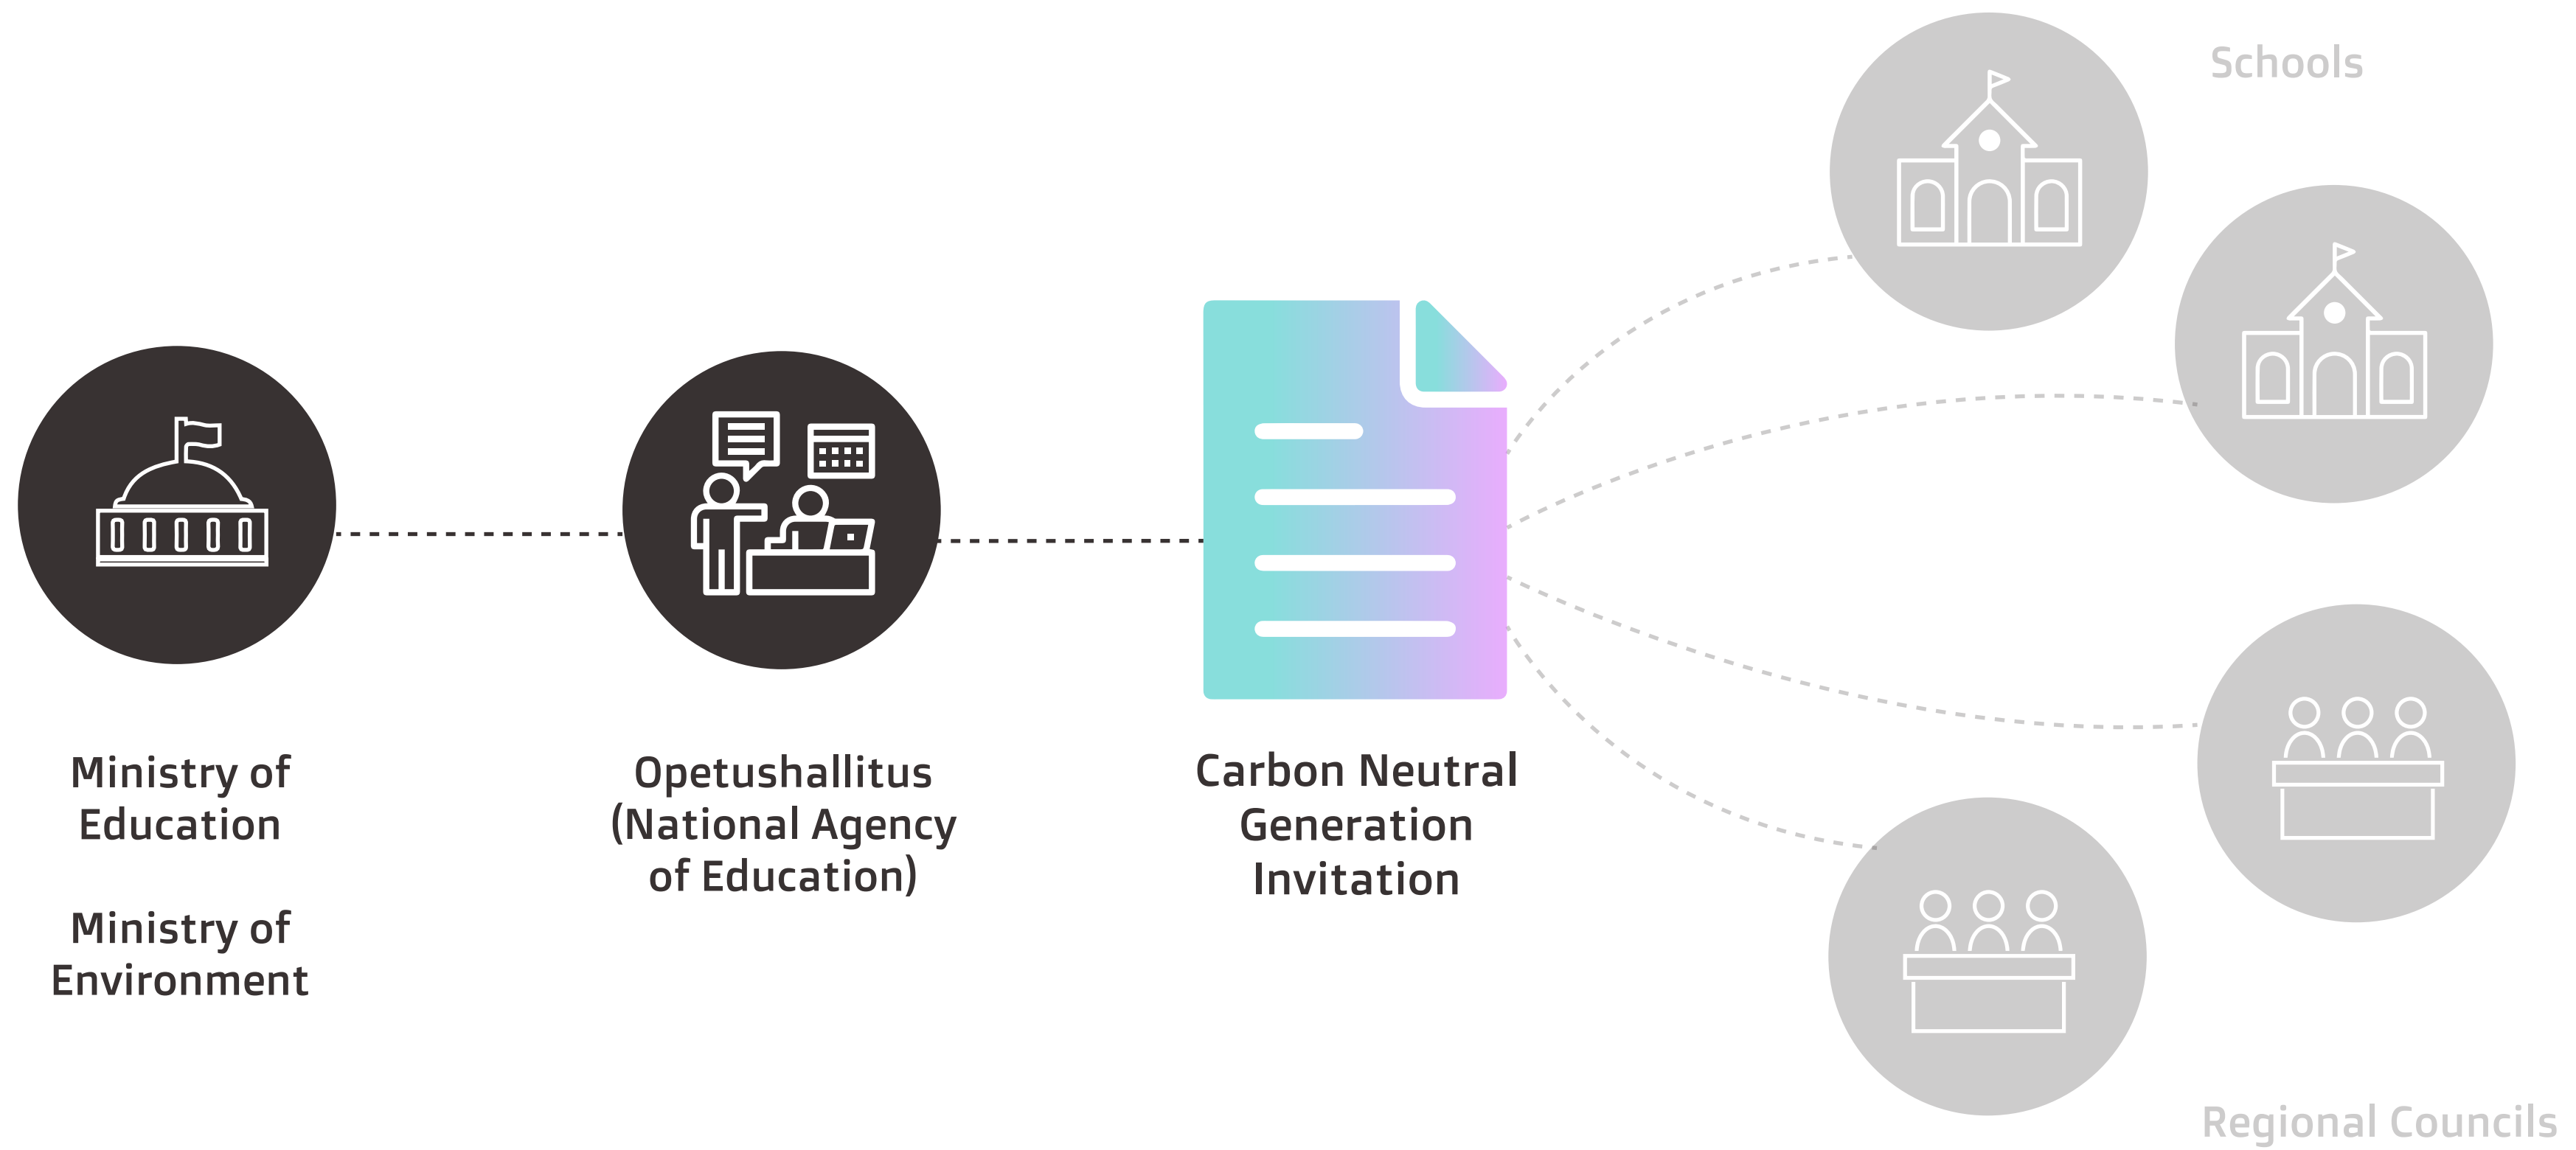 Schools
Ministry of
Education
Ministry of
Environment
Opetushallitus
(National Agency
of Education)
Carbon Neutral
Generation
Invitation
Regional Councils